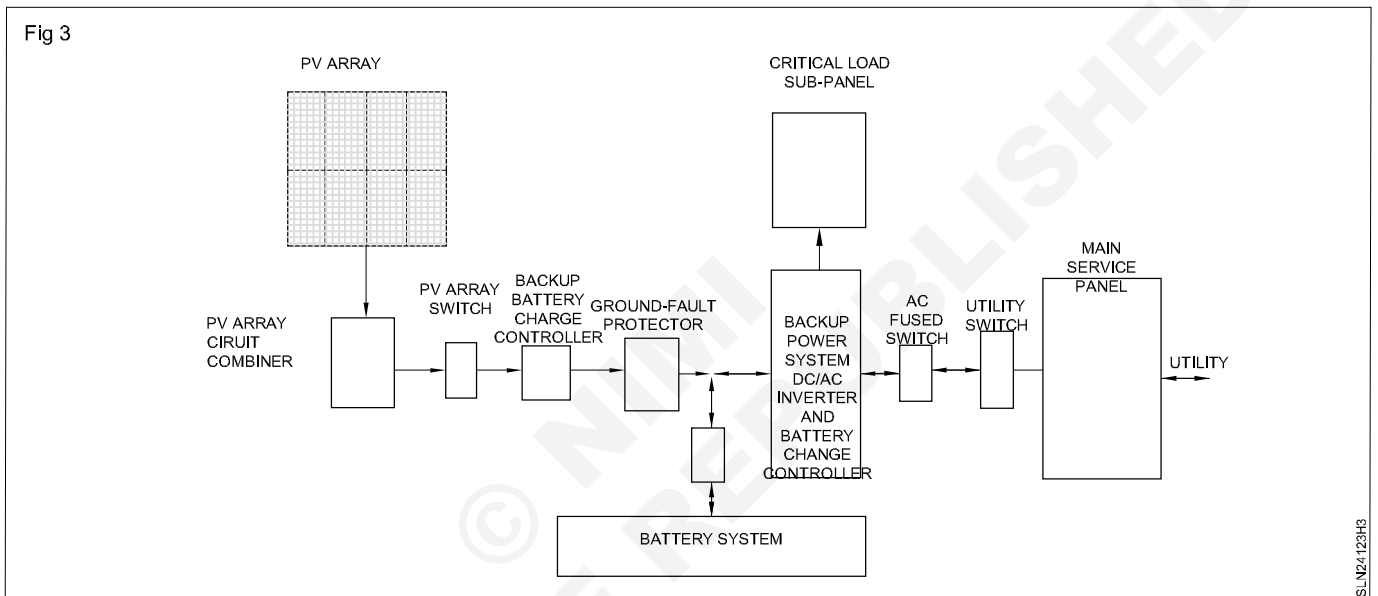 Fig 3
PV ARRAY
CRITICAL LOAD
SUB-PANEL
PV ARRAY
CIRUIT
COMBINER
PV ARRAY
SWITCH
BACKUP
BATTERY
CHARGE
CONTROLLER
GROUND-FAULT
PROTECTOR
BACKUP
POWER
SYSTEM
DC/AC
INVERTER
AND
BATTERY
CHANGE
CONTROLLER
AC
FUSED
SWITCH
UTILITY
SWITCH
MAIN
SERVICE
PANEL
UTILITY
BATTERY SYSTEM
SLN24123H3
© NIMI
E REPUBLISHED